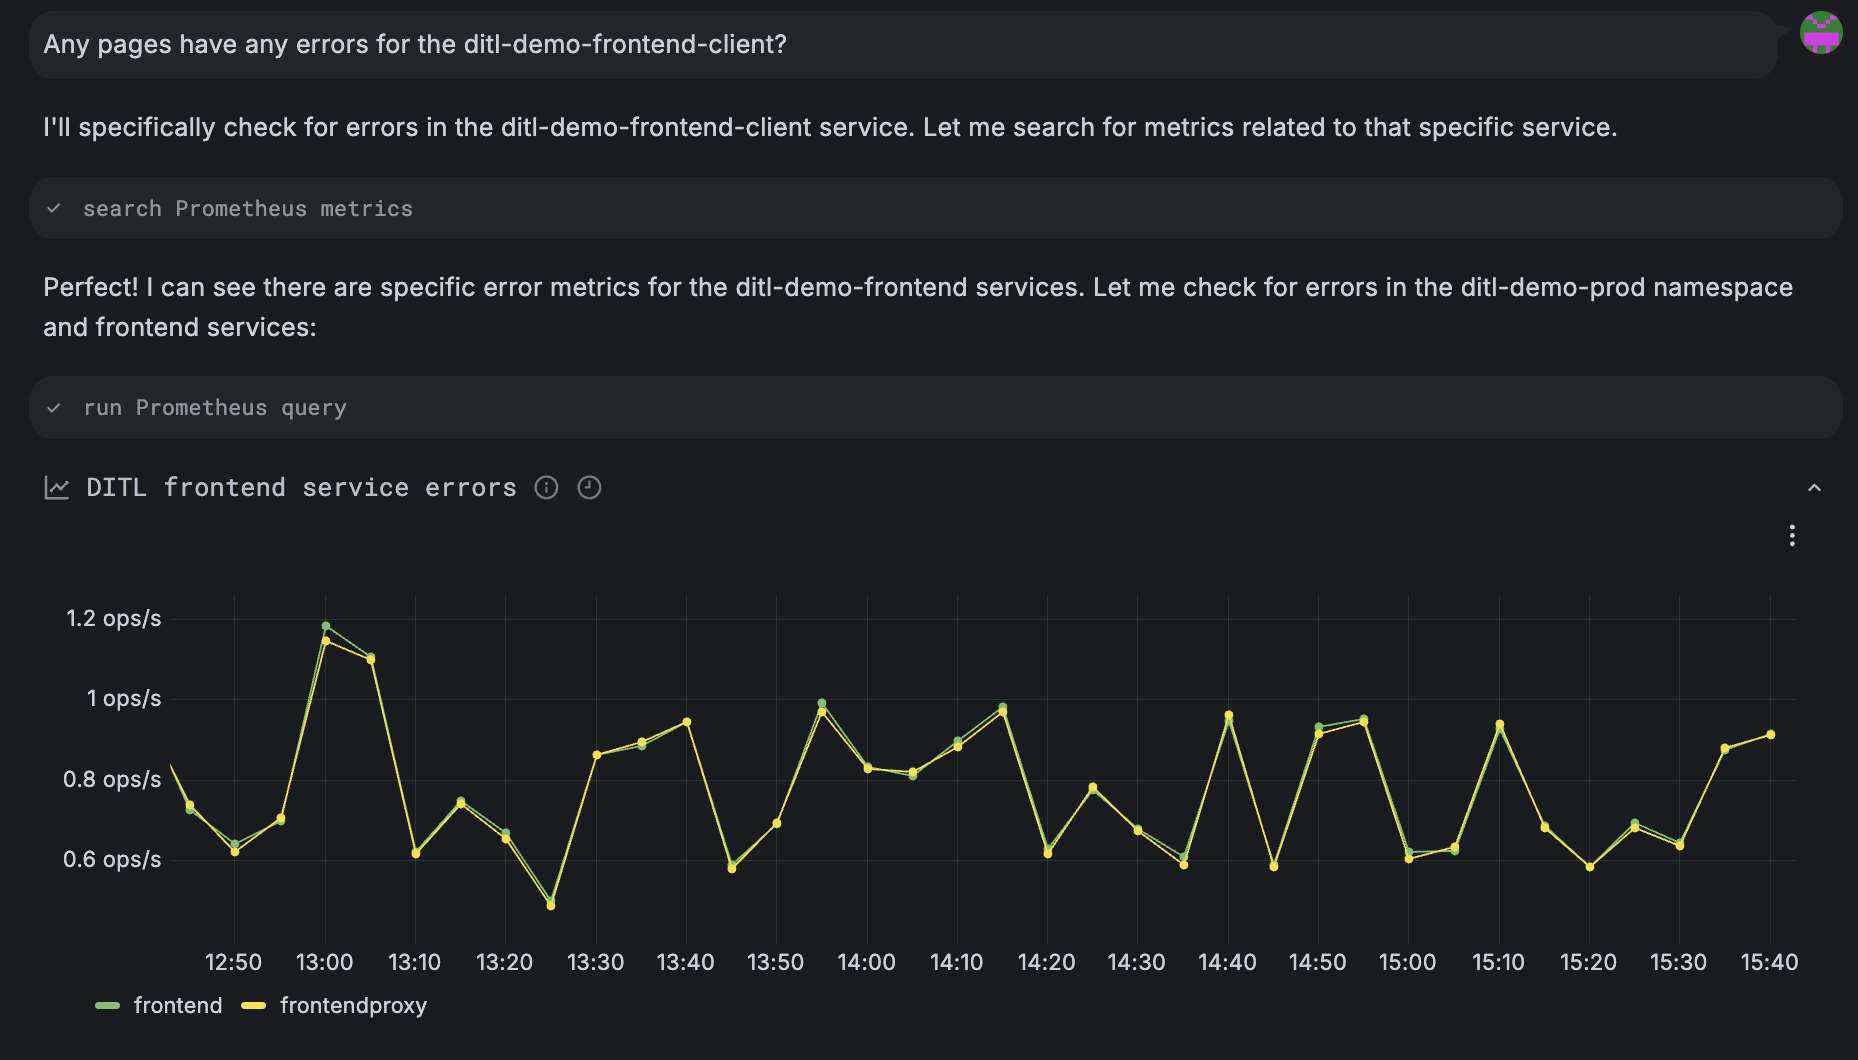 Any pages have any errors for the ditl-demo-frontend-client?
I'll specifically check for errors in the ditl-demo-frontend-client service. Let me search for metrics related to that specific service.
search Prometheus metrics
Perfect! I can see there are specific error metrics for the ditl-demo-frontend services. Let me check for errors in the ditl-demo-prod namespace
and frontend services:
run Prometheus query
DITL frontend service errors
1.2 ops/s
1 ops/s
0.8 ops/s
0.6 ops/s
12:50 13:00 13:10 13:20 13:30 13:40 13:50 14:00 14:10 14:20 14:30 14:40 14:50 15:00 15:10 15:20 15:30 15:40
frontend frontendproxy